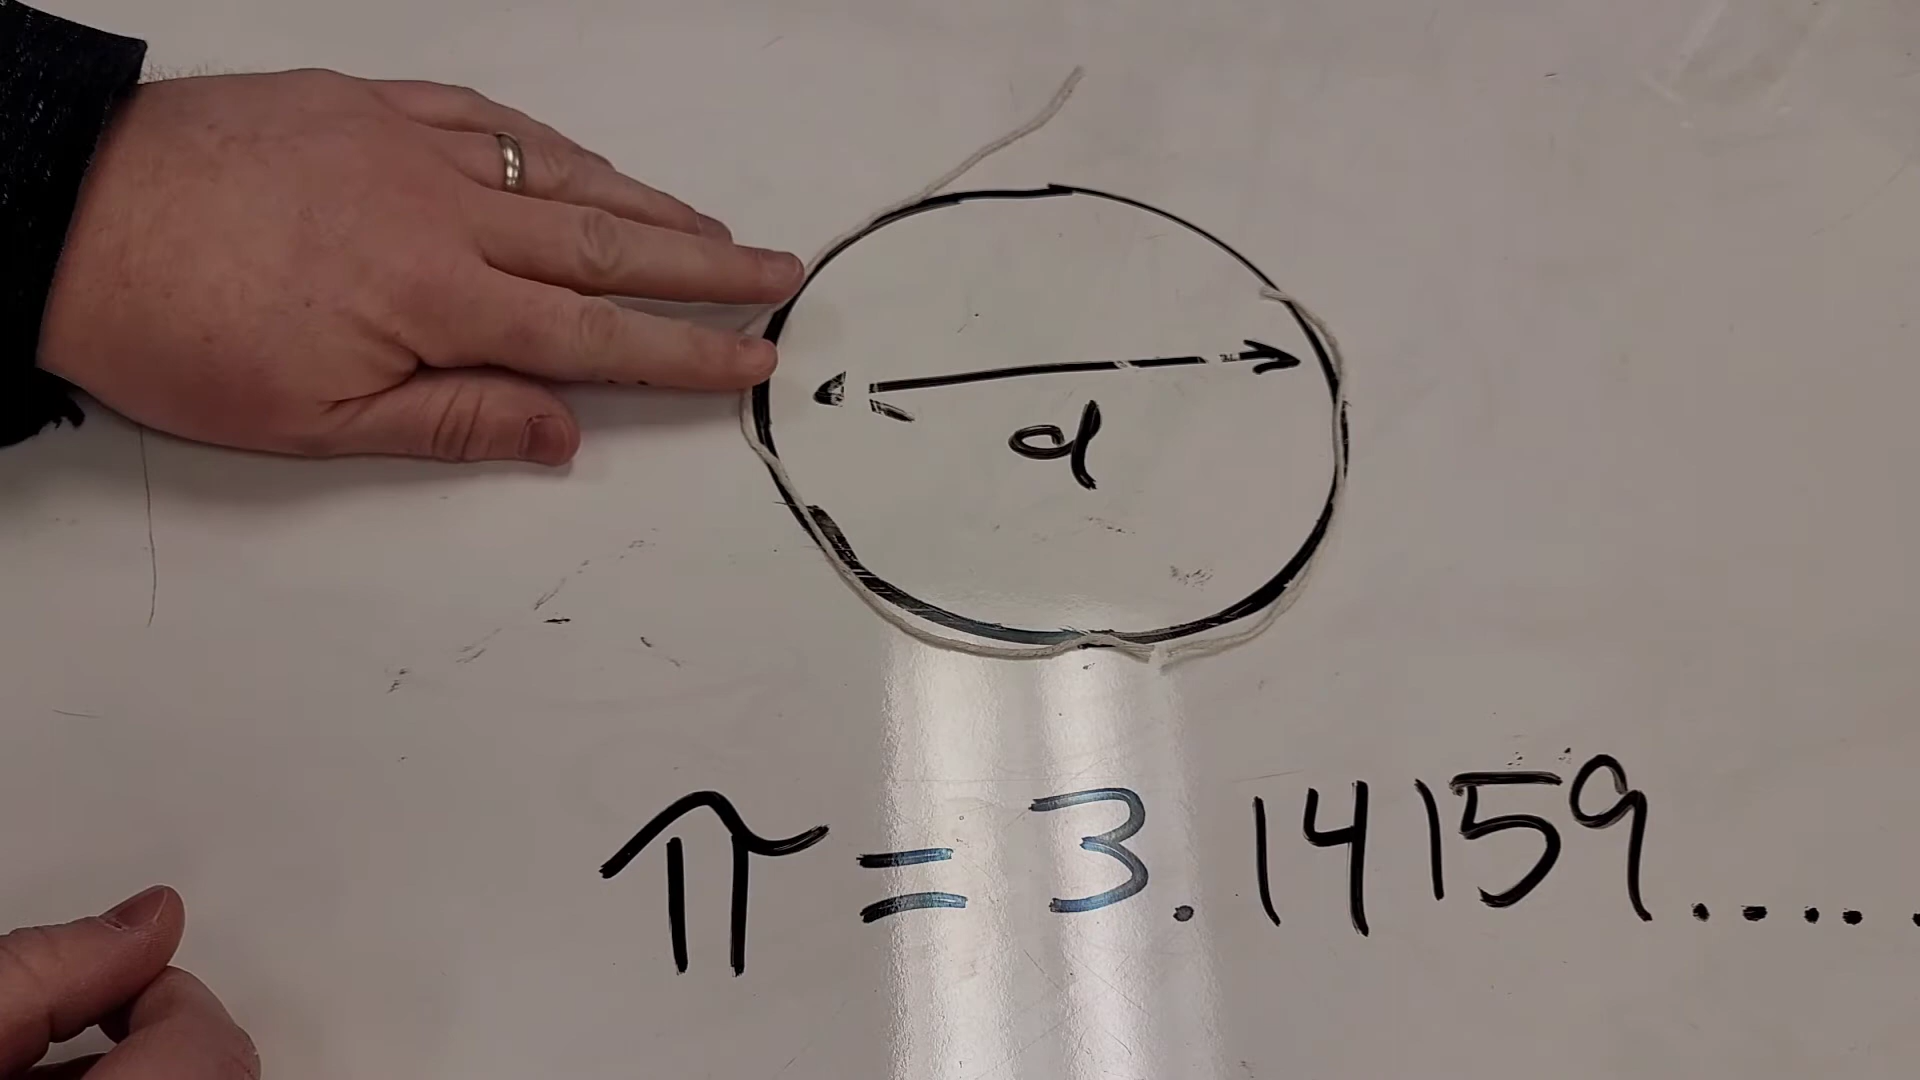 d
π = 3.14159.....